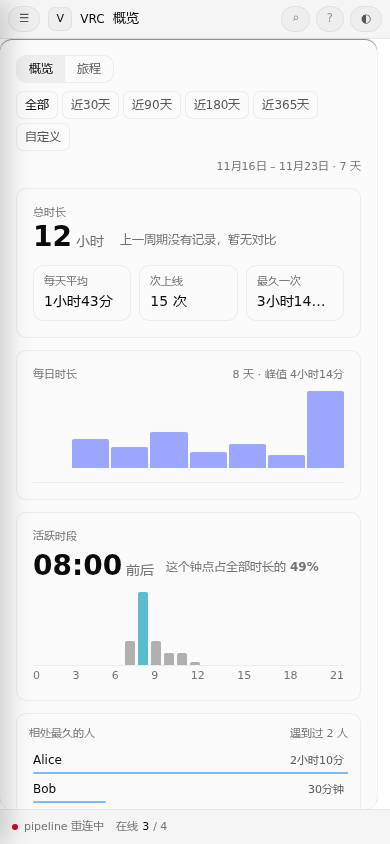 ☰ V VRC 概览 ⌕ ? ◐
概览 旅程
全部 近30天 近90天 近180天 近365天
自定义
11月16日 – 11月23日 · 7 天
总时长
12 小时 上一周期没有记录，暂无对比
每天平均 次上线 最久一次
1小时43分 15 次 3小时14…
每日时长 8 天 · 峰值 4小时14分
活跃时段
08:00 前后 这个钟点占全部时长的 49%
0 3 6 9 12 15 18 21
相处最久的人 遇到过 2 人
Alice 2小时10分
Bob 30分钟
pipeline 重连中 在线 3 / 4